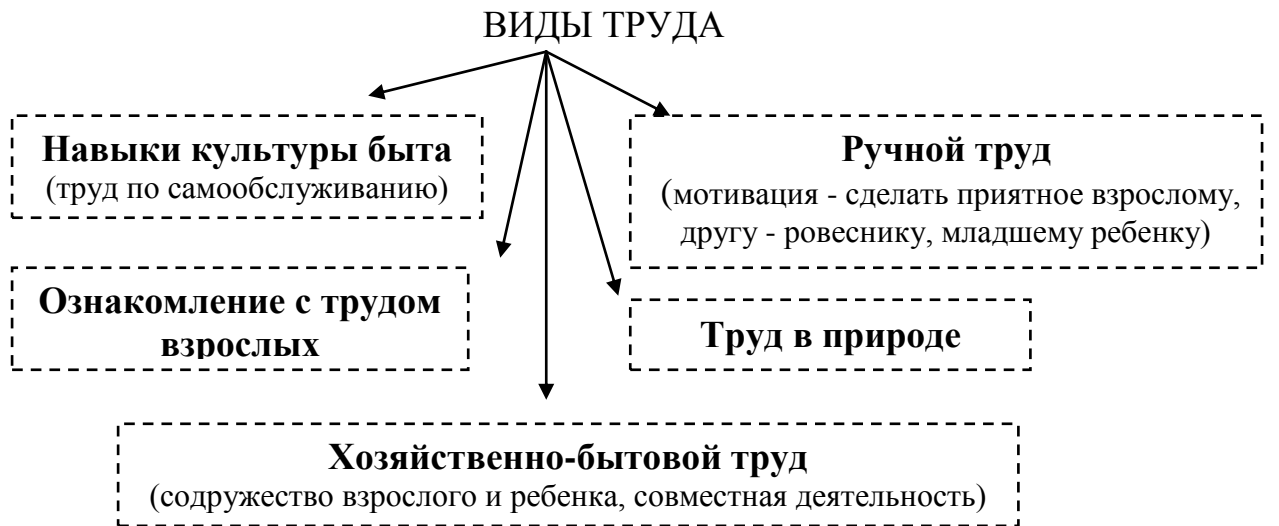 ВИДЫ ТРУДА
Навыки культуры быта
(труд по самообслуживанию)
Ручной труд
(мотивация - сделать приятное взрослому,
другу - ровеснику, младшему ребенку)
Ознакомление с трудом
взрослых
Труд в природе
Хозяйственно-бытовой труд
(содружество взрослого и ребенка, совместная деятельность)